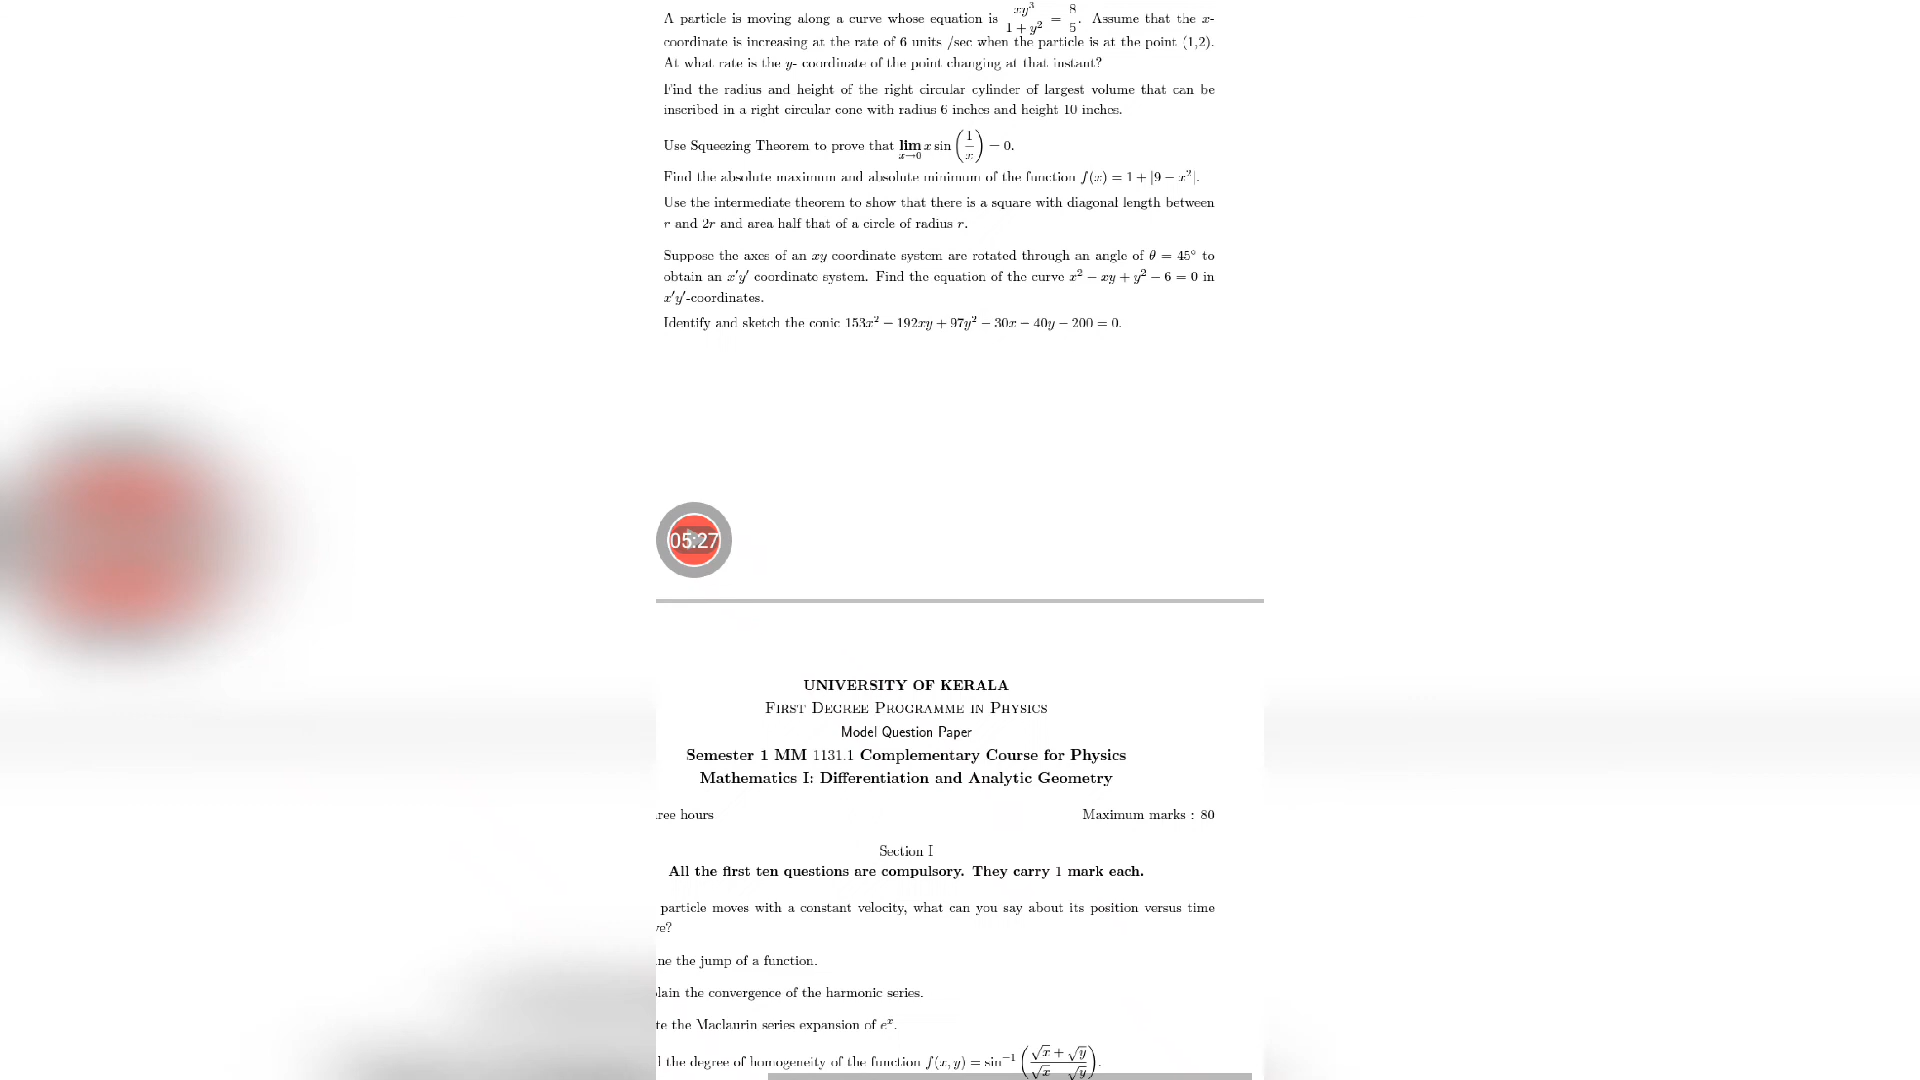 A particle is moving along a curve whose equation is xy³/(1 + y²) = 8/5. Assume that the x-
coordinate is increasing at the rate of 6 units /sec when the particle is at the point (1,2).
At what rate is the y- coordinate of the point changing at that instant?
Find the radius and height of the right circular cylinder of largest volume that can be
inscribed in a right circular cone with radius 6 inches and height 10 inches.
Use Squeezing Theorem to prove that lim x→0 x sin (1/x) = 0.
Find the absolute maximum and absolute minimum of the function f(x) = 1 + |9 − x²|.
Use the intermediate theorem to show that there is a square with diagonal length between
r and 2r and area half that of a circle of radius r.
Suppose the axes of an xy coordinate system are rotated through an angle of θ = 45° to
obtain an x′y′ coordinate system. Find the equation of the curve x² − xy + y² − 6 = 0 in
x′y′-coordinates.
Identify and sketch the conic 153x² − 192xy + 97y² − 30x − 40y − 200 = 0.
05:27
UNIVERSITY OF KERALA
First Degree Programme in Physics
Model Question Paper
Semester 1 MM 1131.1 Complementary Course for Physics
Mathematics I: Differentiation and Analytic Geometry
ree hours Maximum marks : 80
Section I
All the first ten questions are compulsory. They carry 1 mark each.
particle moves with a constant velocity, what can you say about its position versus time
ve?
ne the jump of a function.
lain the convergence of the harmonic series.
te the Maclaurin series expansion of eˣ.
l the degree of homogeneity of the function f(x, y) = sin⁻¹ ((√x + √y)/(√x √y)).